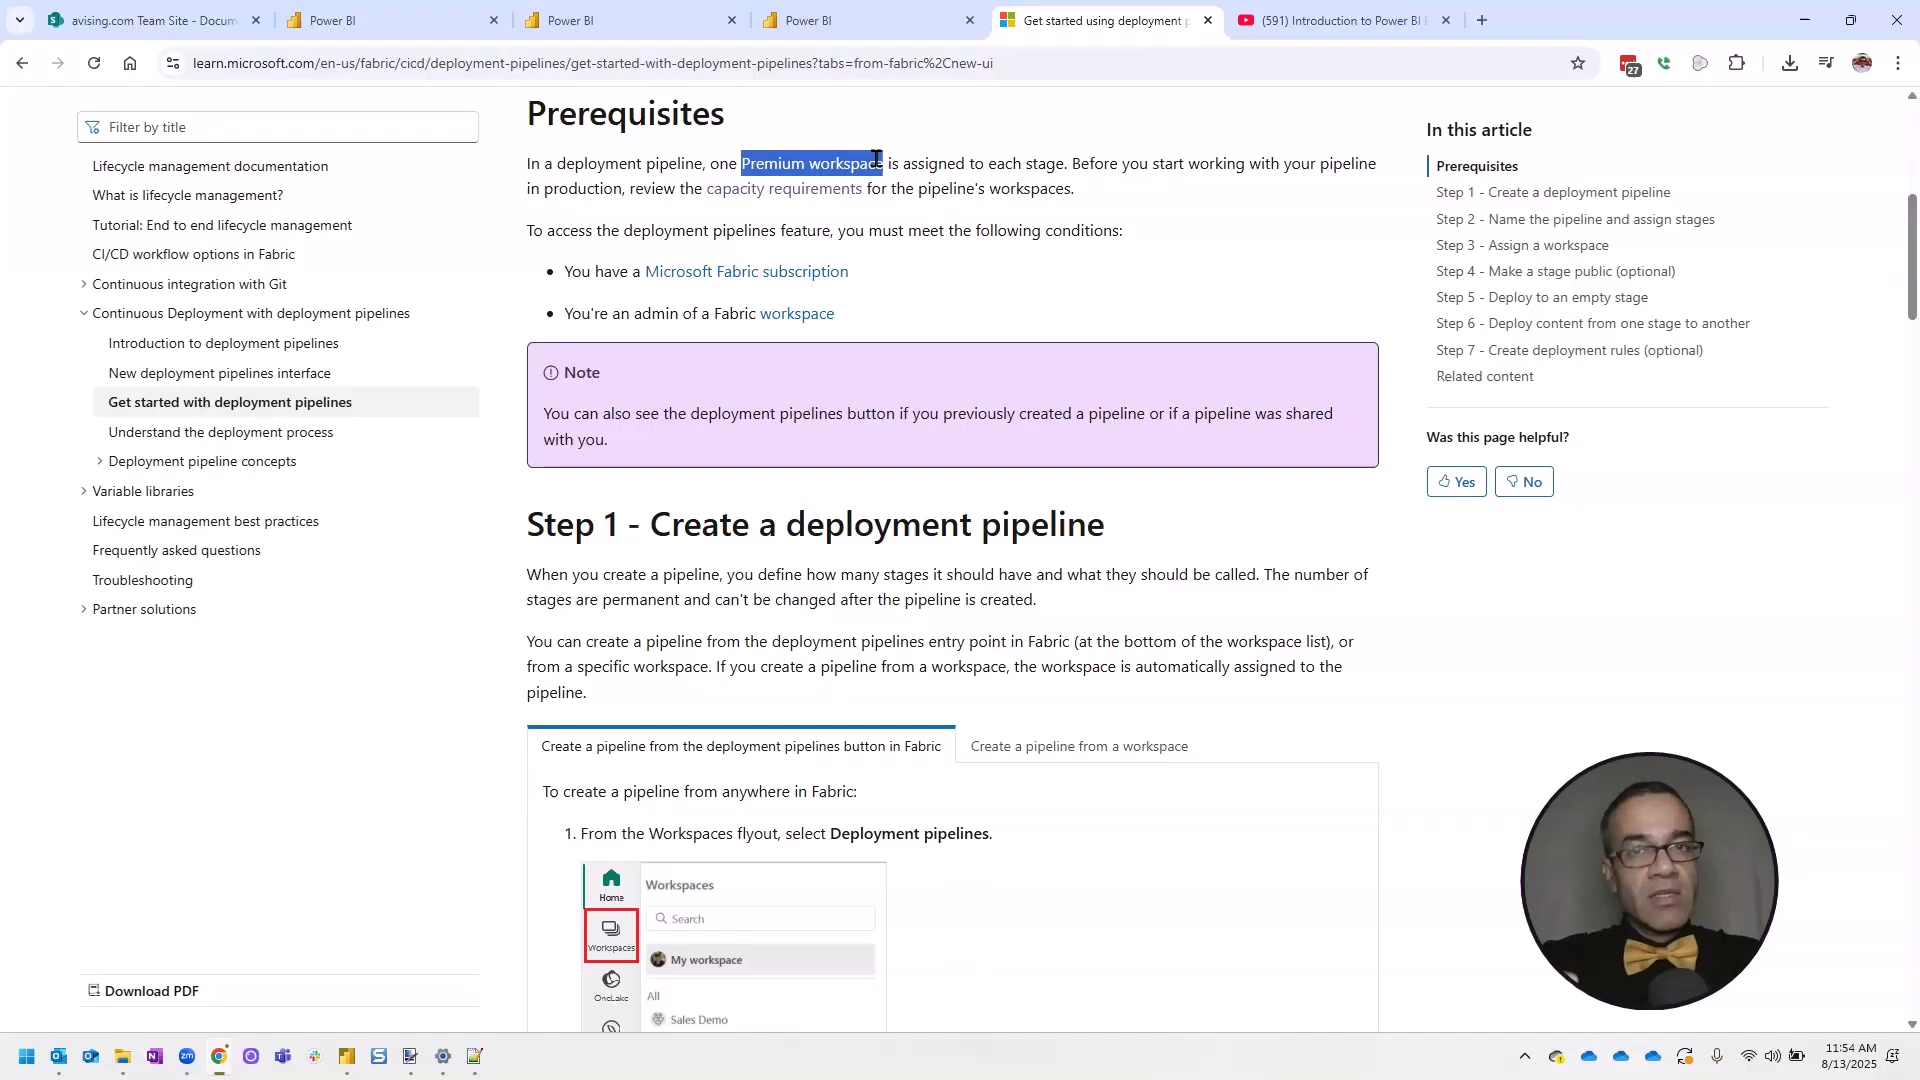 avising.com Team Site - Docum
Power BI
Power BI
Power BI
Get started using deployment p
(591) Introduction to Power BI
learn.microsoft.com/en-us/fabric/cicd/deployment-pipelines/get-started-with-deployment-pipelines?tabs=from-fabric%2Cnew-ui
27
Filter by title
Lifecycle management documentation
What is lifecycle management?
Tutorial: End to end lifecycle management
CI/CD workflow options in Fabric
Continuous integration with Git
Continuous Deployment with deployment pipelines
Introduction to deployment pipelines
New deployment pipelines interface
Get started with deployment pipelines
Understand the deployment process
Deployment pipeline concepts
Variable libraries
Lifecycle management best practices
Frequently asked questions
Troubleshooting
Partner solutions
Download PDF
Prerequisites
In a deployment pipeline, one Premium workspace is assigned to each stage. Before you start working with your pipeline
in production, review the capacity requirements for the pipeline's workspaces.
To access the deployment pipelines feature, you must meet the following conditions:
• You have a Microsoft Fabric subscription
• You're an admin of a Fabric workspace
Note
You can also see the deployment pipelines button if you previously created a pipeline or if a pipeline was shared
with you.
Step 1 - Create a deployment pipeline
When you create a pipeline, you define how many stages it should have and what they should be called. The number of
stages are permanent and can't be changed after the pipeline is created.
You can create a pipeline from the deployment pipelines entry point in Fabric (at the bottom of the workspace list), or
from a specific workspace. If you create a pipeline from a workspace, the workspace is automatically assigned to the
pipeline.
Create a pipeline from the deployment pipelines button in Fabric
Create a pipeline from a workspace
To create a pipeline from anywhere in Fabric:
1. From the Workspaces flyout, select Deployment pipelines.
Home
Workspaces
OneLake
Workspaces
Search
My workspace
All
Sales Demo
In this article
Prerequisites
Step 1 - Create a deployment pipeline
Step 2 - Name the pipeline and assign stages
Step 3 - Assign a workspace
Step 4 - Make a stage public (optional)
Step 5 - Deploy to an empty stage
Step 6 - Deploy content from one stage to another
Step 7 - Create deployment rules (optional)
Related content
Was this page helpful?
Yes
No
11:54 AM
8/13/2025